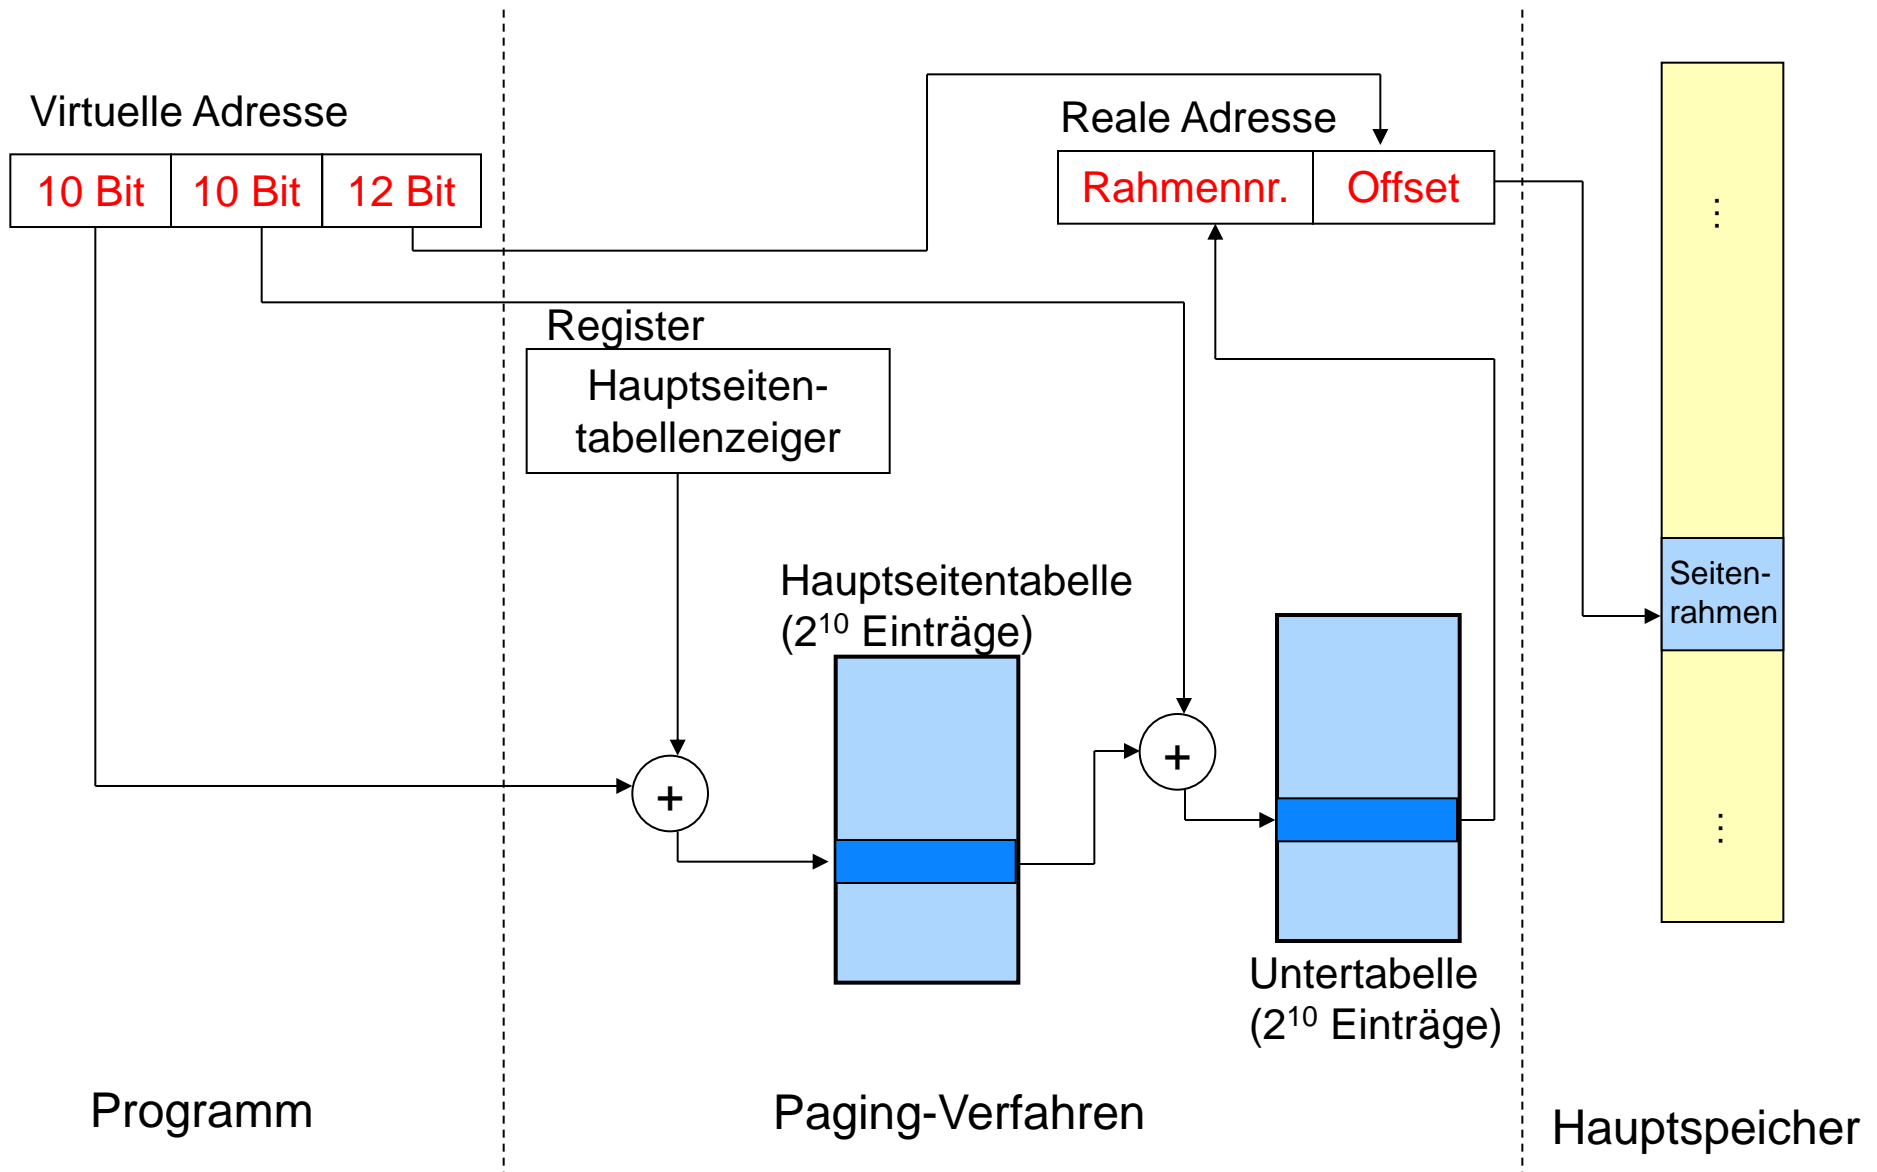 Virtuelle Adresse
10 Bit 10 Bit 12 Bit
Reale Adresse
Rahmennr. Offset
Register
Hauptseiten-
tabellenzeiger
Hauptseitentabelle
(2¹⁰ Einträge)
+
+
Untertabelle
(2¹⁰ Einträge)
...
Seiten-
rahmen
...
Programm
Paging-Verfahren
Hauptspeicher